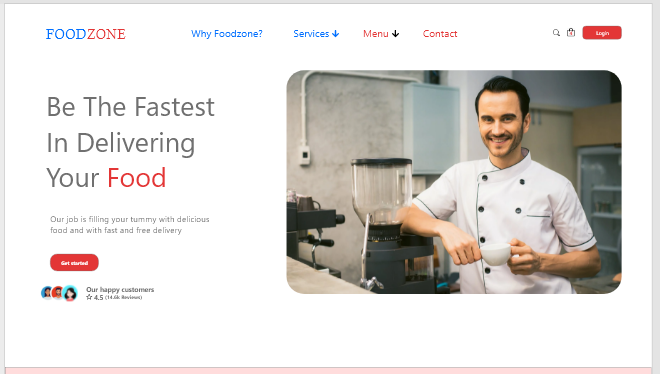 FOODZONE
Why Foodzone?
Services
Menu
Contact
Login
Be The Fastest
In Delivering
Your Food
Our job is filling your tummy with delicious
food and with fast and free delivery
Get started
Our happy customers
4.5 (14.6k Reviews)